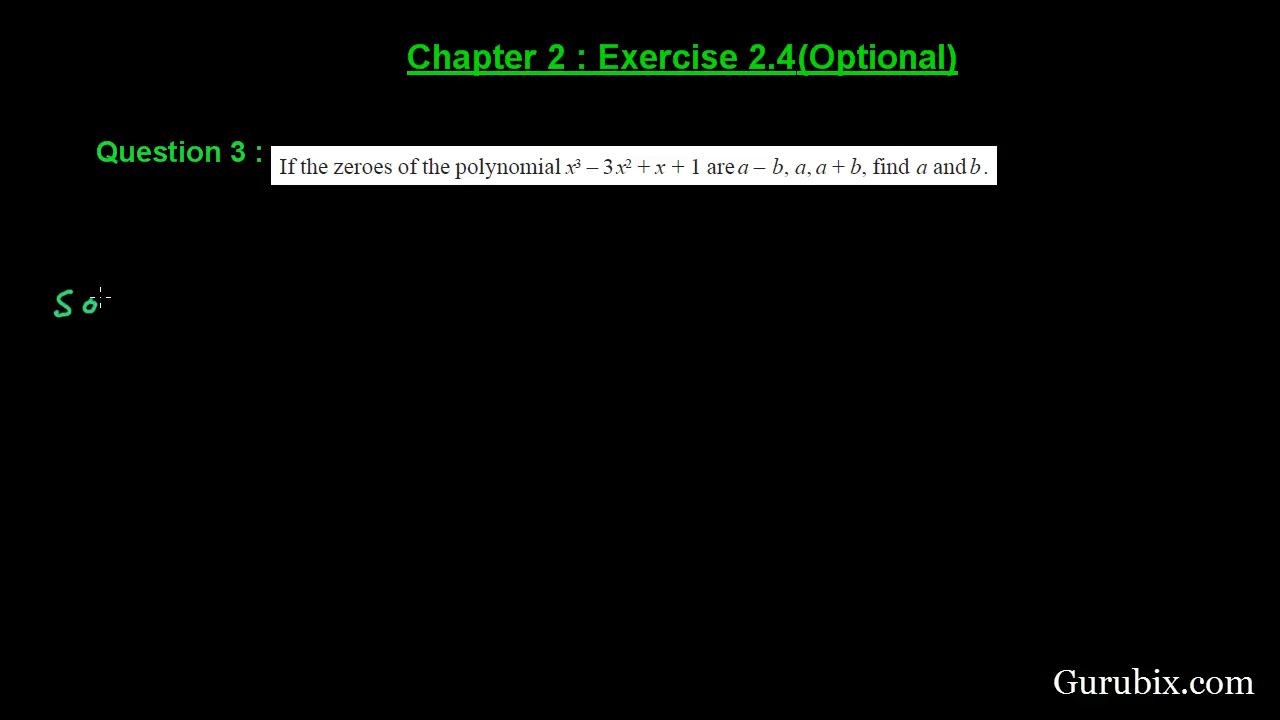 Chapter 2 : Exercise 2.4(Optional)
Question 3 : If the zeroes of the polynomial x³ – 3x² + x + 1 are a – b, a, a + b, find a and b.
So
Gurubix.com